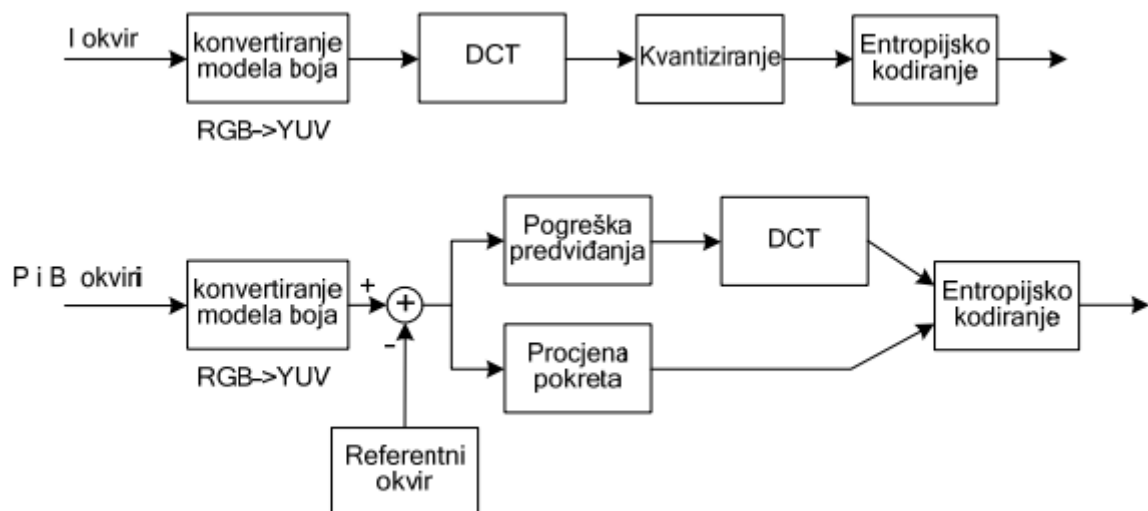 I okvir
konvertiranje
modela boja
RGB->YUV
DCT
Kvantiziranje
Entropijsko
kodiranje
P i B okviri
konvertiranje
modela boja
RGB->YUV
+
+
-
Referentni
okvir
Pogreška
predviđanja
DCT
Procjena
pokreta
Entropijsko
kodiranje